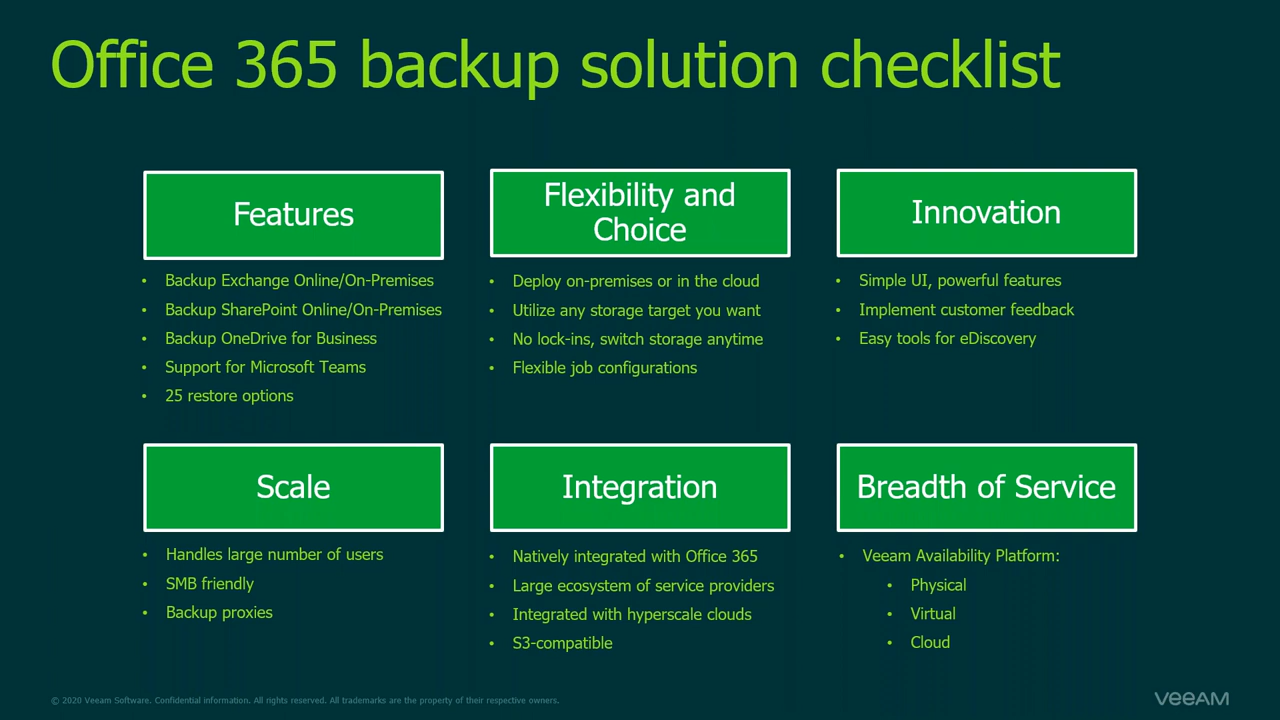 Office 365 backup solution checklist
Features
• Backup Exchange Online/On-Premises
• Backup SharePoint Online/On-Premises
• Backup OneDrive for Business
• Support for Microsoft Teams
• 25 restore options
Flexibility and
Choice
• Deploy on-premises or in the cloud
• Utilize any storage target you want
• No lock-ins, switch storage anytime
• Flexible job configurations
Innovation
• Simple UI, powerful features
• Implement customer feedback
• Easy tools for eDiscovery
Scale
• Handles large number of users
• SMB friendly
• Backup proxies
Integration
• Natively integrated with Office 365
• Large ecosystem of service providers
• Integrated with hyperscale clouds
• S3-compatible
Breadth of Service
• Veeam Availability Platform:
• Physical
• Virtual
• Cloud
© 2020 Veeam Software. Confidential information. All rights reserved. All trademarks are the property of their respective owners.
VEEAM